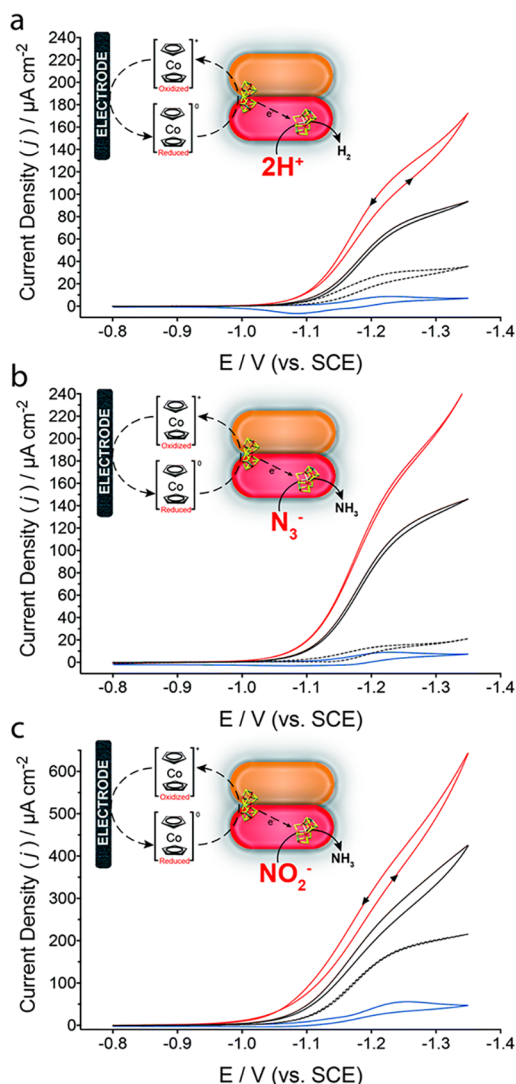 a
240
220
200
180
160
140
120
100
80
60
40
20
0
Current Density (j) / µA cm-2
ELECTRODE
Co
+
Oxidized
Co
0
Reduced
e-
2H+
H2
-0.8 -0.9 -1.0 -1.1 -1.2 -1.3 -1.4
E / V (vs. SCE)
b
240
220
200
180
160
140
120
100
80
60
40
20
0
Current Density (j) / µA cm-2
ELECTRODE
Co
+
Oxidized
Co
0
Reduced
e-
N3-
NH3
-0.8 -0.9 -1.0 -1.1 -1.2 -1.3 -1.4
E / V (vs. SCE)
c
600
500
400
300
200
100
0
Current Density (j) / µA cm-2
ELECTRODE
Co
+
Oxidized
Co
0
Reduced
e-
NO2-
NH3
-0.8 -0.9 -1.0 -1.1 -1.2 -1.3 -1.4
E / V (vs. SCE)